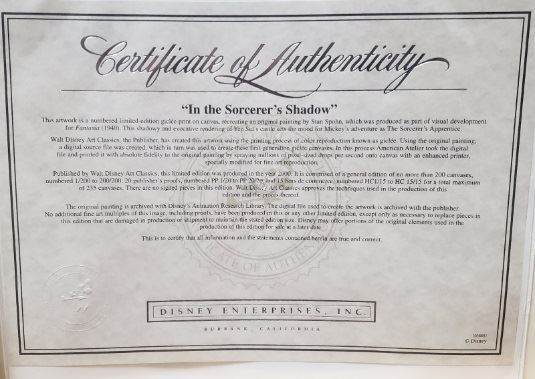 Certificate of Authenticity
"In the Sorcerer's Shadow"
This artwork is a numbered limited-edition giclée print on canvas, recreating an original painting by Stan Spohn, which was produced as part of visual development
for Fantasia (1940). This shadowy and evocative rendering of Yen Sid's castle sets the mood for Mickey's adventure as The Sorcerer's Apprentice.
Walt Disney Art Classics, the Publisher, has created this artwork using the printing process of color reproduction known as giclée. Using the original painting,
a digital source file was created, which in turn was used to create these first generation giclée canvases. In this process American Atelier took the digital
file and printed it with absolute fidelity to the original painting by spraying millions of pixel-sized drops per second onto canvas with an enhanced printer,
specially modified for fine art reproduction.
Published by Walt Disney Art Classics, this limited edition was produced in the year 2000. It is comprised of a general edition of no more than 200 canvases,
numbered 1/200 to 200/200, 20 publisher's proofs, numbered PP 1/20 to PP 20/20, and 15 hors de commerce, numbered HC1/15 to HC 15/15 for a total maximum
of 235 canvases. There are no signed pieces in this edition. Walt Disney Art Classics approves the techniques used in the production of this
edition and the pieces thereof.
The original painting is archived with Disney's Animation Research Library. The digital file used to create the artwork is archived with the publisher.
No additional fine art multiples of this image, including proofs, have been produced in this or any other limited edition, except only as necessary to replace pieces in
this edition that are damaged in production or shipment to maintain the stated edition size. Disney may offer portions of the original elements used in the
production of this edition for sale at a later date.
This is to certify that all information and the statements contained herein are true and correct.
CATE OF AUTHE
DISNEY ENTERPRISES, INC.
BURBANK, CALIFORNIA
© Disney